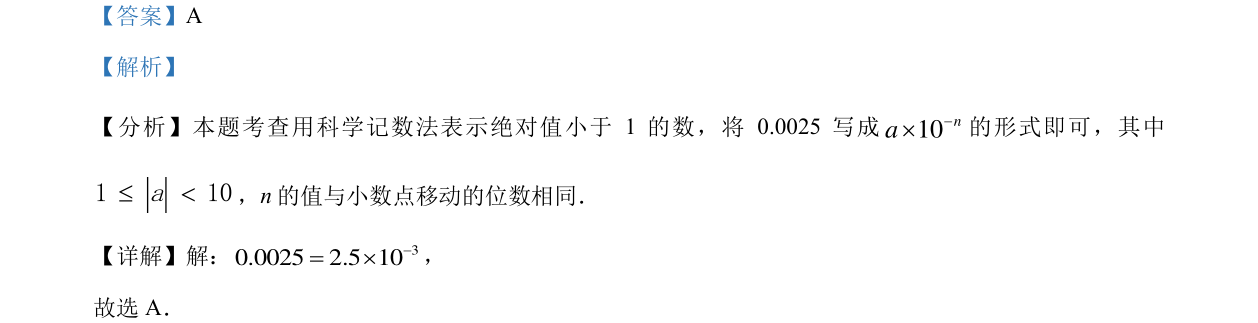 【答案】A
【解析】
【分析】本题考查用科学记数法表示绝对值小于 1 的数，将 0.0025 写成 a×10⁻ⁿ 的形式即可，其中
1 ≤ |a| < 10，n 的值与小数点移动的位数相同．
【详解】解：0.0025 = 2.5×10⁻³，
故选 A．